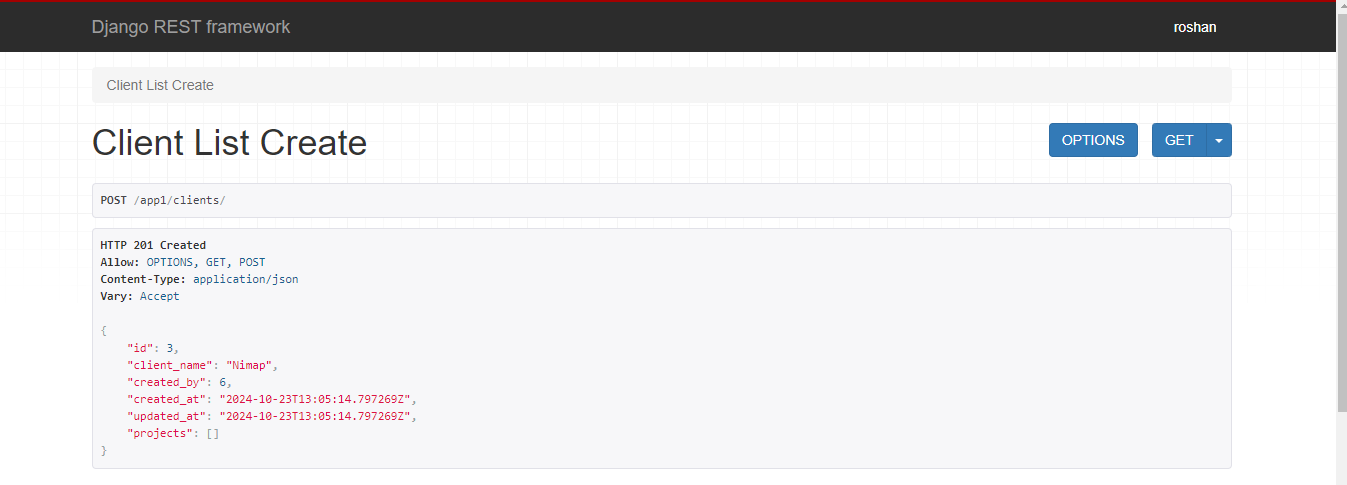 Django REST framework
roshan
Client List Create
Client List Create
OPTIONS
GET
POST /app1/clients/
HTTP 201 Created
Allow: OPTIONS, GET, POST
Content-Type: application/json
Vary: Accept
{
    "id": 3,
    "client_name": "Nimap",
    "created_by": 6,
    "created_at": "2024-10-23T13:05:14.797269Z",
    "updated_at": "2024-10-23T13:05:14.797269Z",
    "projects": []
}